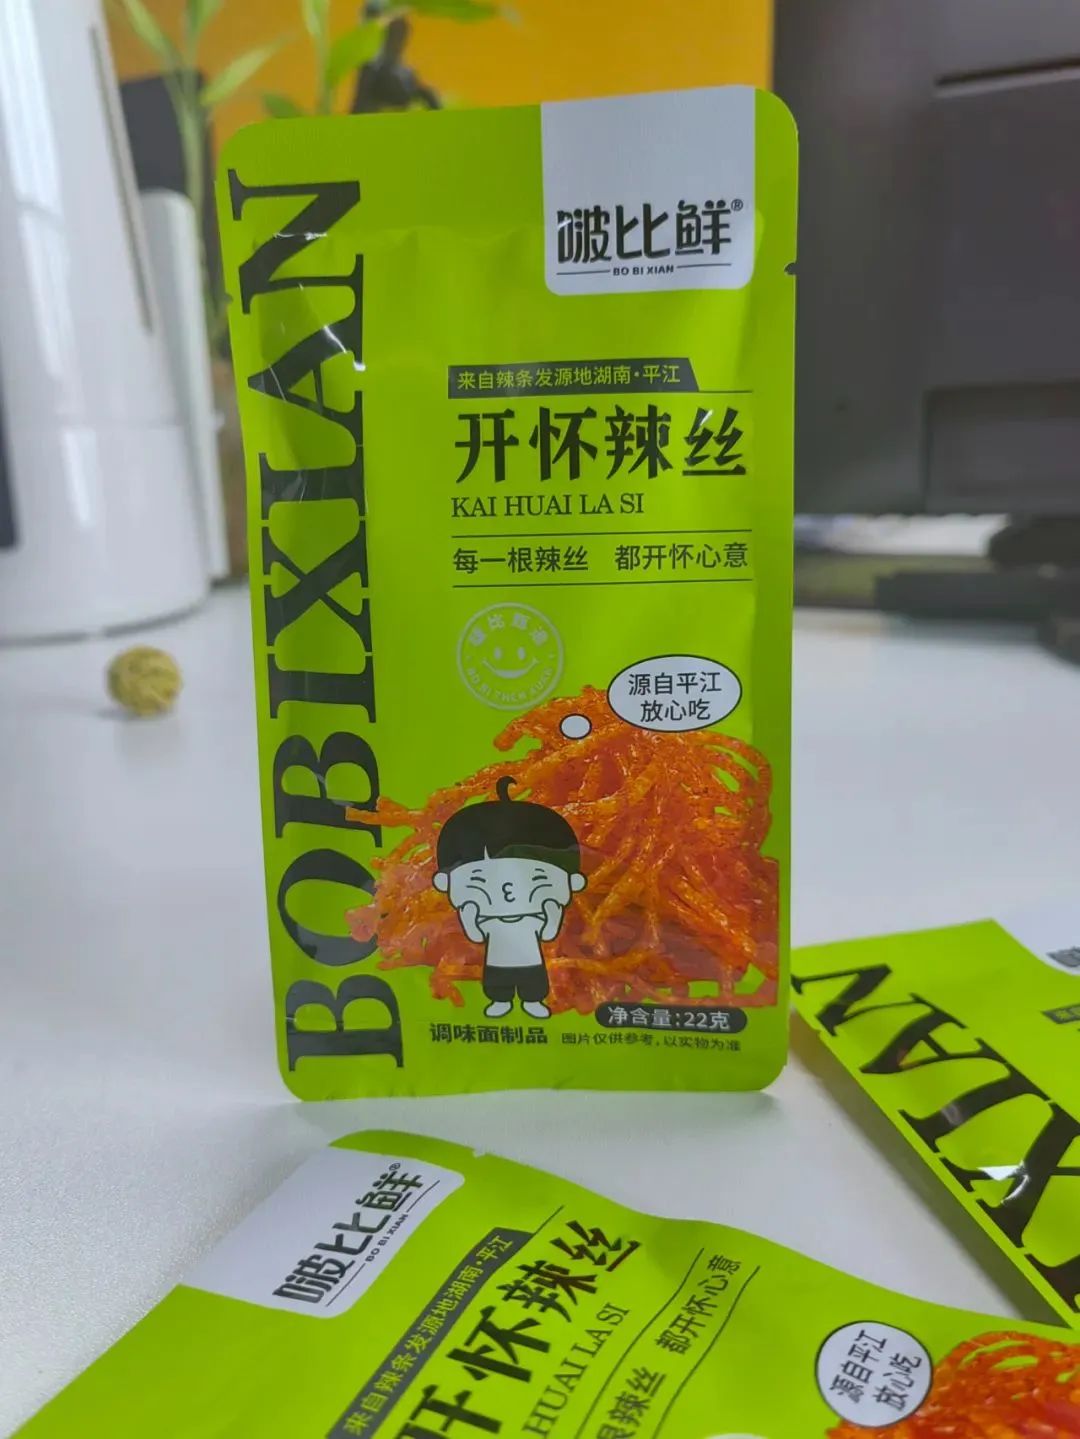 BOBIXIAN
啵比鲜®
BO BI XIAN
来自辣条发源地湖南·平江
开怀辣丝
KAI HUAI LA SI
每一根辣丝 都开怀心意
BO BI ZHEN XUAN
源自平江
放心吃
净含量:22克
调味面制品
图片仅供参考,以实物为准
啵比鲜®
BO BI XIAN
来自辣条发源地湖南·平江
开怀辣丝
HUAI LA SI
根辣丝 都开怀心意
源自平江
放心吃
XIAN